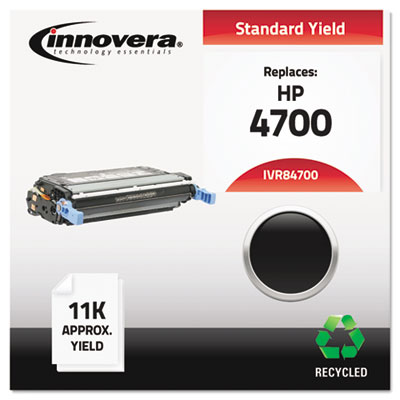 innovera
technology essentials
Standard Yield
Replaces:
HP
4700
IVR84700
11K
APPROX.
YIELD
RECYCLED